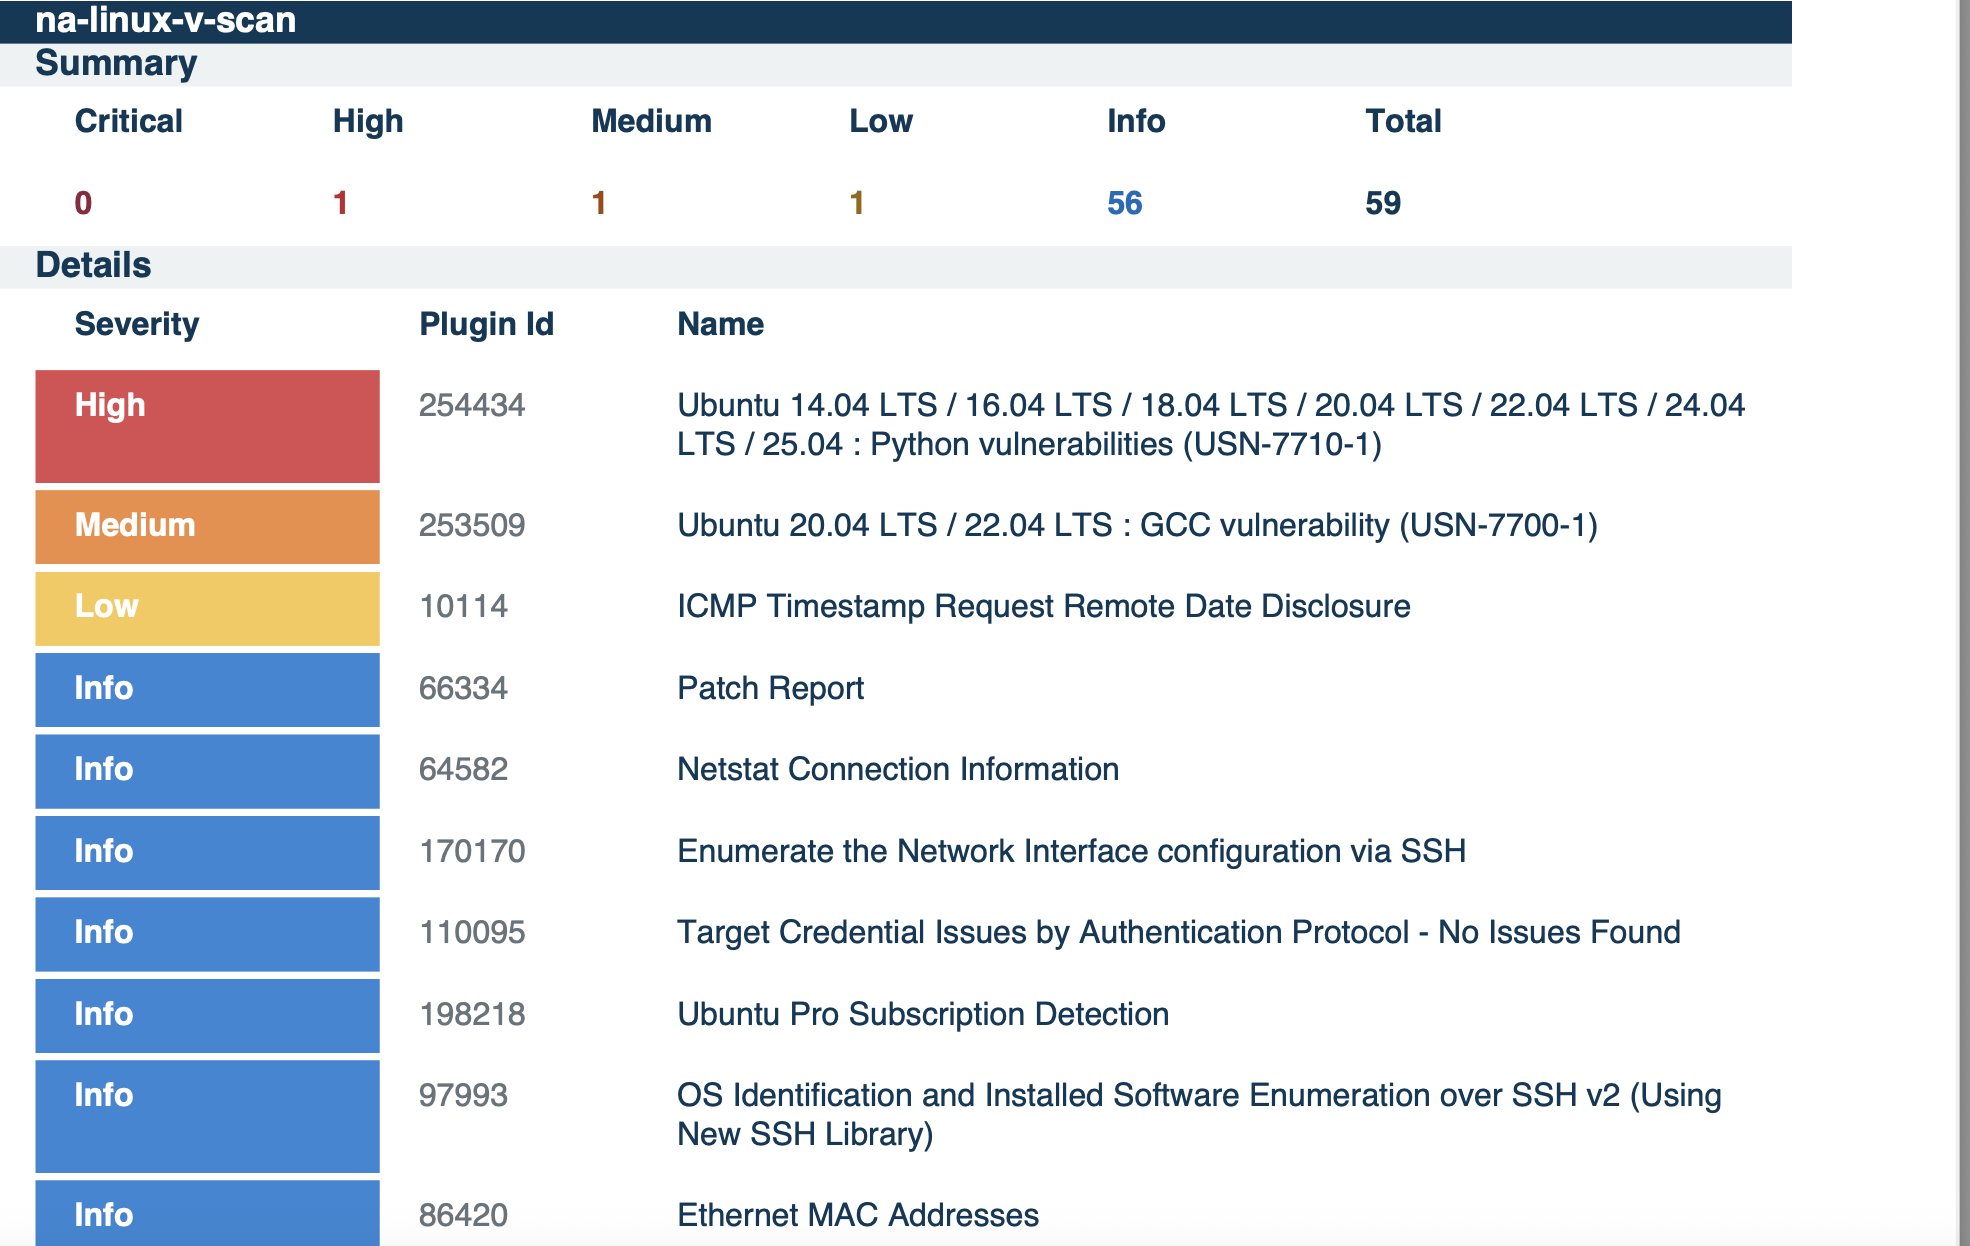 na-linux-v-scan
Summary
Critical High Medium Low Info Total
0 1 1 1 56 59
Details
Severity Plugin Id Name
High 254434 Ubuntu 14.04 LTS / 16.04 LTS / 18.04 LTS / 20.04 LTS / 22.04 LTS / 24.04
LTS / 25.04 : Python vulnerabilities (USN-7710-1)
Medium 253509 Ubuntu 20.04 LTS / 22.04 LTS : GCC vulnerability (USN-7700-1)
Low 10114 ICMP Timestamp Request Remote Date Disclosure
Info 66334 Patch Report
Info 64582 Netstat Connection Information
Info 170170 Enumerate the Network Interface configuration via SSH
Info 110095 Target Credential Issues by Authentication Protocol - No Issues Found
Info 198218 Ubuntu Pro Subscription Detection
Info 97993 OS Identification and Installed Software Enumeration over SSH v2 (Using
New SSH Library)
Info 86420 Ethernet MAC Addresses